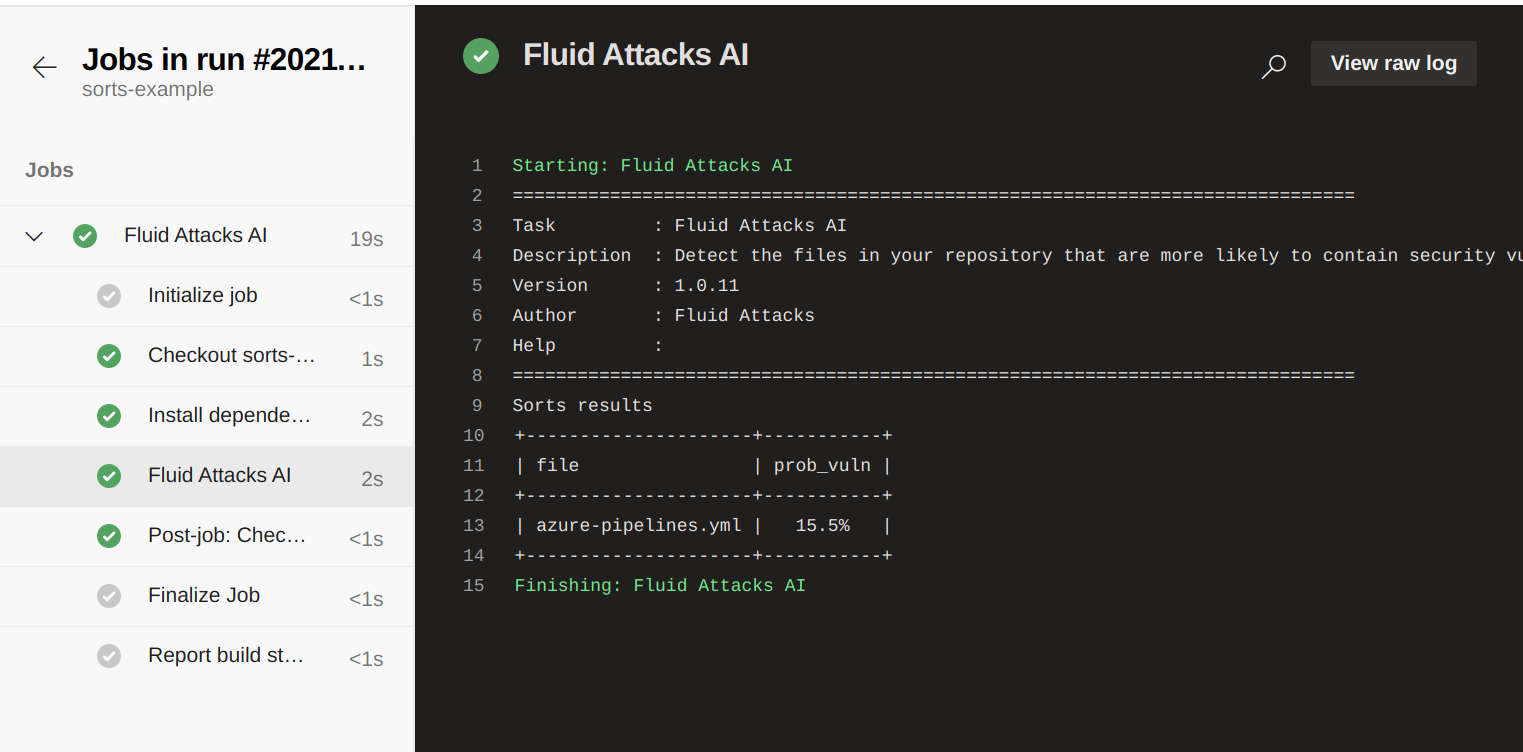 Jobs in run #2021…
sorts-example
Jobs
Fluid Attacks AI 19s
Initialize job <1s
Checkout sorts-… 1s
Install depende… 2s
Fluid Attacks AI 2s
Post-job: Chec… <1s
Finalize Job <1s
Report build st… <1s
Fluid Attacks AI
View raw log
1 Starting: Fluid Attacks AI
2 ==============================================================================
3 Task         : Fluid Attacks AI
4 Description  : Detect the files in your repository that are more likely to contain security vu
5 Version      : 1.0.11
6 Author       : Fluid Attacks
7 Help         :
8 ==============================================================================
9 Sorts results
10 +---------------------+-----------+
11 | file                | prob_vuln |
12 +---------------------+-----------+
13 | azure-pipelines.yml |   15.5%   |
14 +---------------------+-----------+
15 Finishing: Fluid Attacks AI